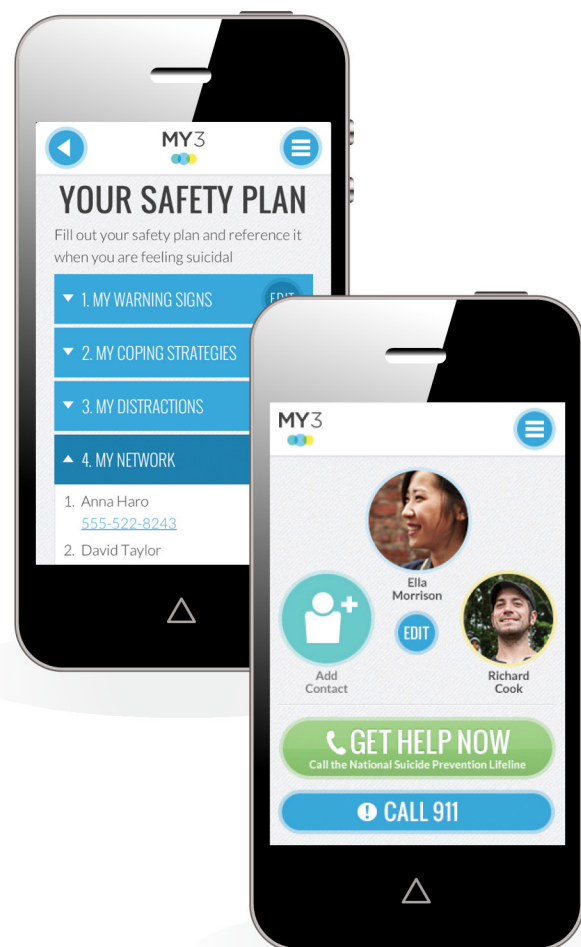 MY3
YOUR SAFETY PLAN
Fill out your safety plan and reference it
when you are feeling suicidal
1. MY WARNING SIGNS
2. MY COPING STRATEGIES
3. MY DISTRACTIONS
4. MY NETWORK
1. Anna Haro
555-522-8243
2. David Taylor
MY3
Ella
Morrison
EDIT
Add
Contact
Richard
Cook
GET HELP NOW
Call the National Suicide Prevention Lifeline
CALL 911